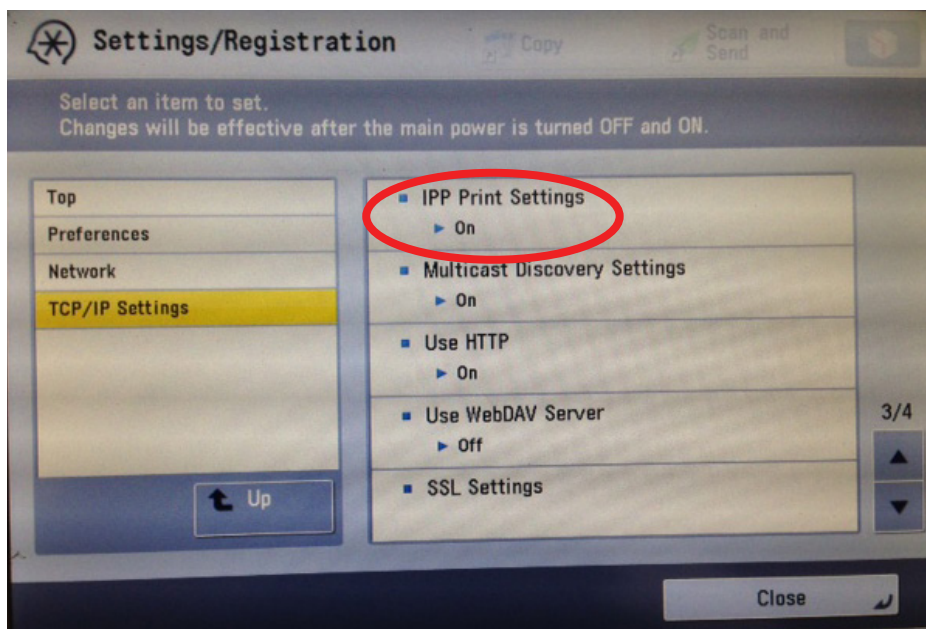 Settings/Registration
Copy
Scan and
Send
Select an item to set.
Changes will be effective after the main power is turned OFF and ON.
Top
Preferences
Network
TCP/IP Settings
Up
IPP Print Settings
On
Multicast Discovery Settings
On
Use HTTP
On
Use WebDAV Server
Off
SSL Settings
3/4
Close